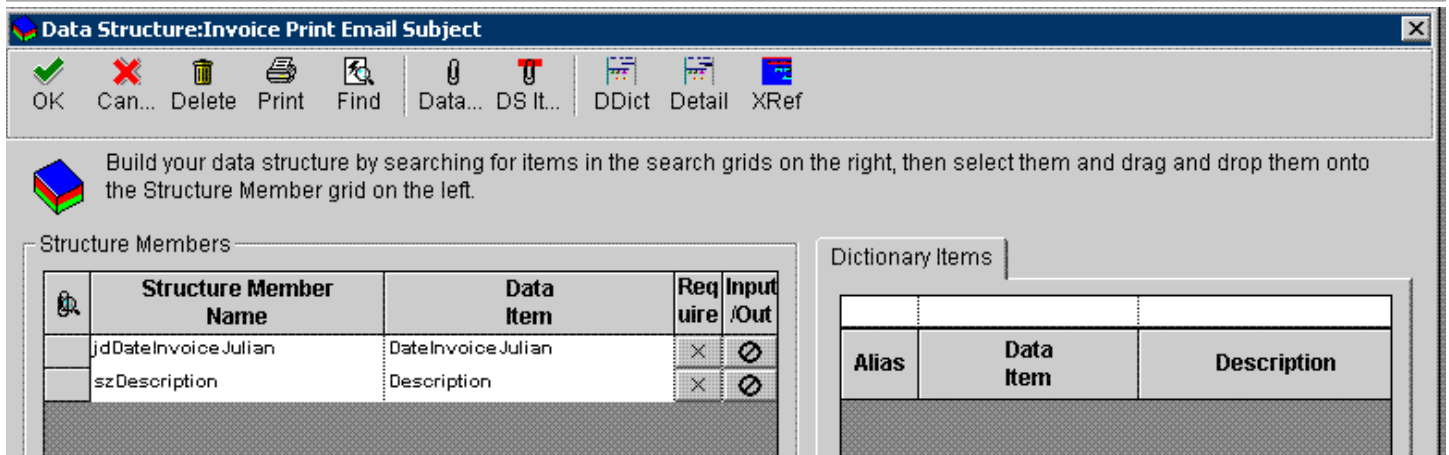 Data Structure:Invoice Print Email Subject
OK Can... Delete Print Find Data... DS It... DDict Detail XRef
Build your data structure by searching for items in the search grids on the right, then select them and drag and drop them onto
the Structure Member grid on the left.
Structure Members
Structure Member Name Data Item Req uire Input /Out
jdDateInvoiceJulian DateInvoiceJulian
szDescription Description
Dictionary Items
Alias Data Item Description